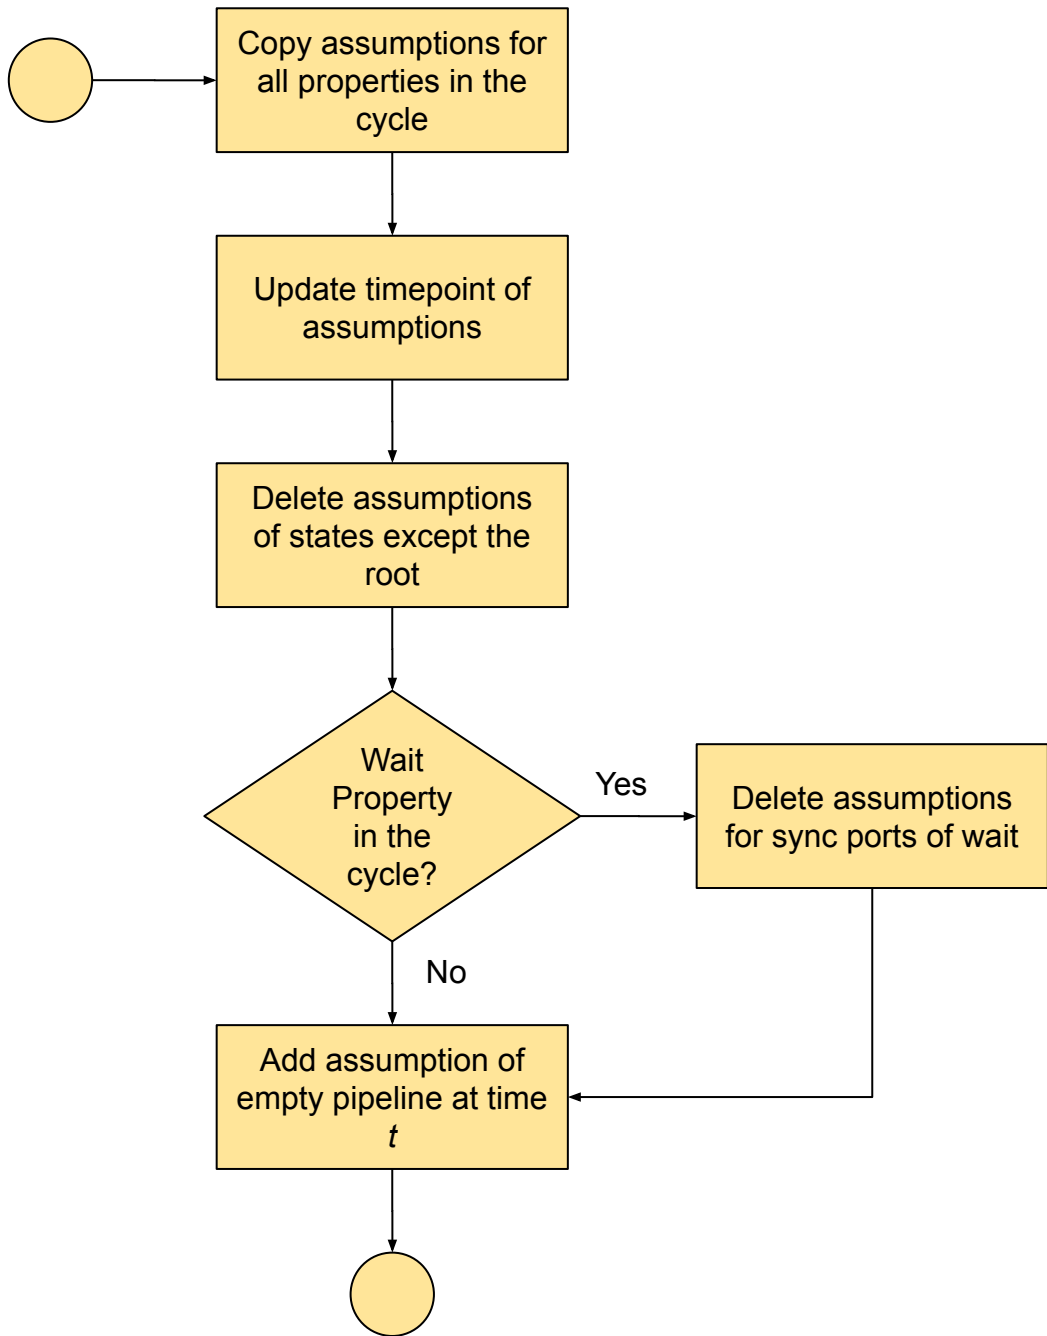 Copy assumptions for
all properties in the
cycle
Update timepoint of
assumptions
Delete assumptions
of states except the
root
Wait
Property
in the
cycle?
Yes
Delete assumptions
for sync ports of wait
No
Add assumption of
empty pipeline at time
t